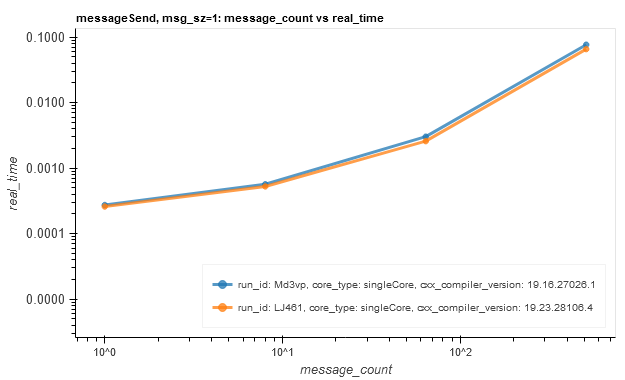 messageSend, msg_sz=1: message_count vs real_time
0.1000
0.0100
0.0010
0.0001
0.0000
real_time
run_id: Md3vp, core_type: singleCore, cxx_compiler_version: 19.16.27026.1
run_id: LJ461, core_type: singleCore, cxx_compiler_version: 19.23.28106.4
10^0
10^1
10^2
message_count